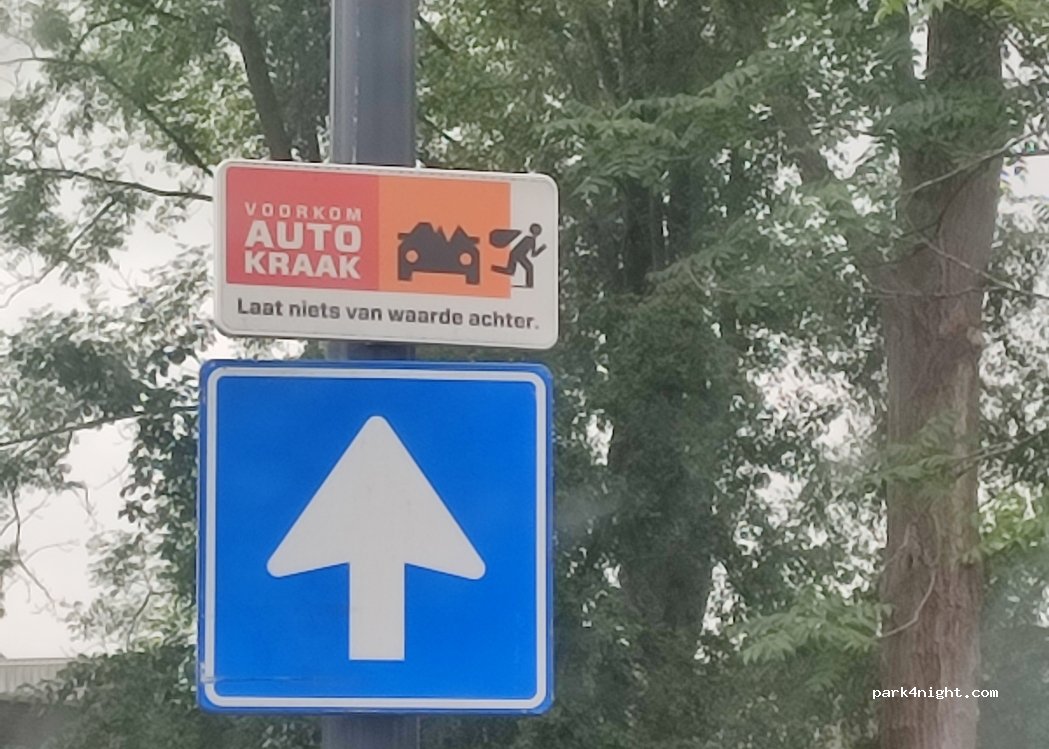 VOORKOM
AUTO
KRAAK
Laat niets van waarde achter.
park4night.com